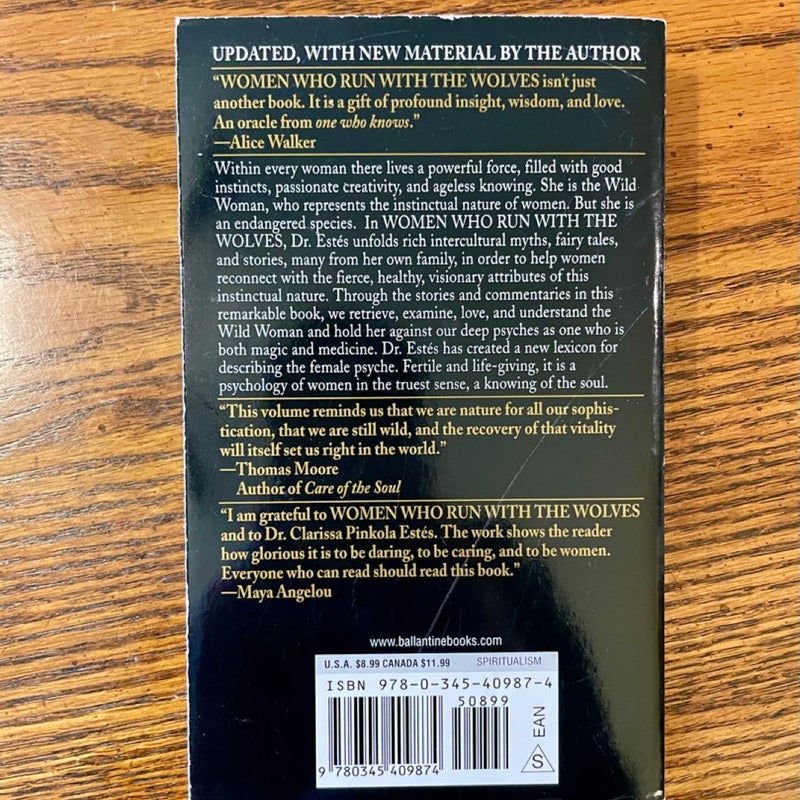 UPDATED, WITH NEW MATERIAL BY THE AUTHOR
“WOMEN WHO RUN WITH THE WOLVES isn’t just
another book. It is a gift of profound insight, wisdom, and love.
An oracle from one who knows.”
—Alice Walker
Within every woman there lives a powerful force, filled with good
instincts, passionate creativity, and ageless knowing. She is the Wild
Woman, who represents the instinctual nature of women. But she is
an endangered species. In WOMEN WHO RUN WITH THE
WOLVES, Dr. Estés unfolds rich intercultural myths, fairy tales,
and stories, many from her own family, in order to help women
reconnect with the fierce, healthy, visionary attributes of this
instinctual nature. Through the stories and commentaries in this
remarkable book, we retrieve, examine, love, and understand the
Wild Woman and hold her against our deep psyches as one who is
both magic and medicine. Dr. Estés has created a new lexicon for
describing the female psyche. Fertile and life-giving, it is a
psychology of women in the truest sense, a knowing of the soul.
“This volume reminds us that we are nature for all our sophis-
tication, that we are still wild, and the recovery of that vitality
will itself set us right in the world.”
—Thomas Moore
Author of Care of the Soul
“I am grateful to WOMEN WHO RUN WITH THE WOLVES
and to Dr. Clarissa Pinkola Estés. The work shows the reader
how glorious it is to be daring, to be caring, and to be women.
Everyone who can read should read this book.”
—Maya Angelou
www.ballantinebooks.com
U.S.A. $8.99 CANADA $11.99 SPIRITUALISM
ISBN 978-0-345-40987-4
50899
EAN
S
9 780345 409874